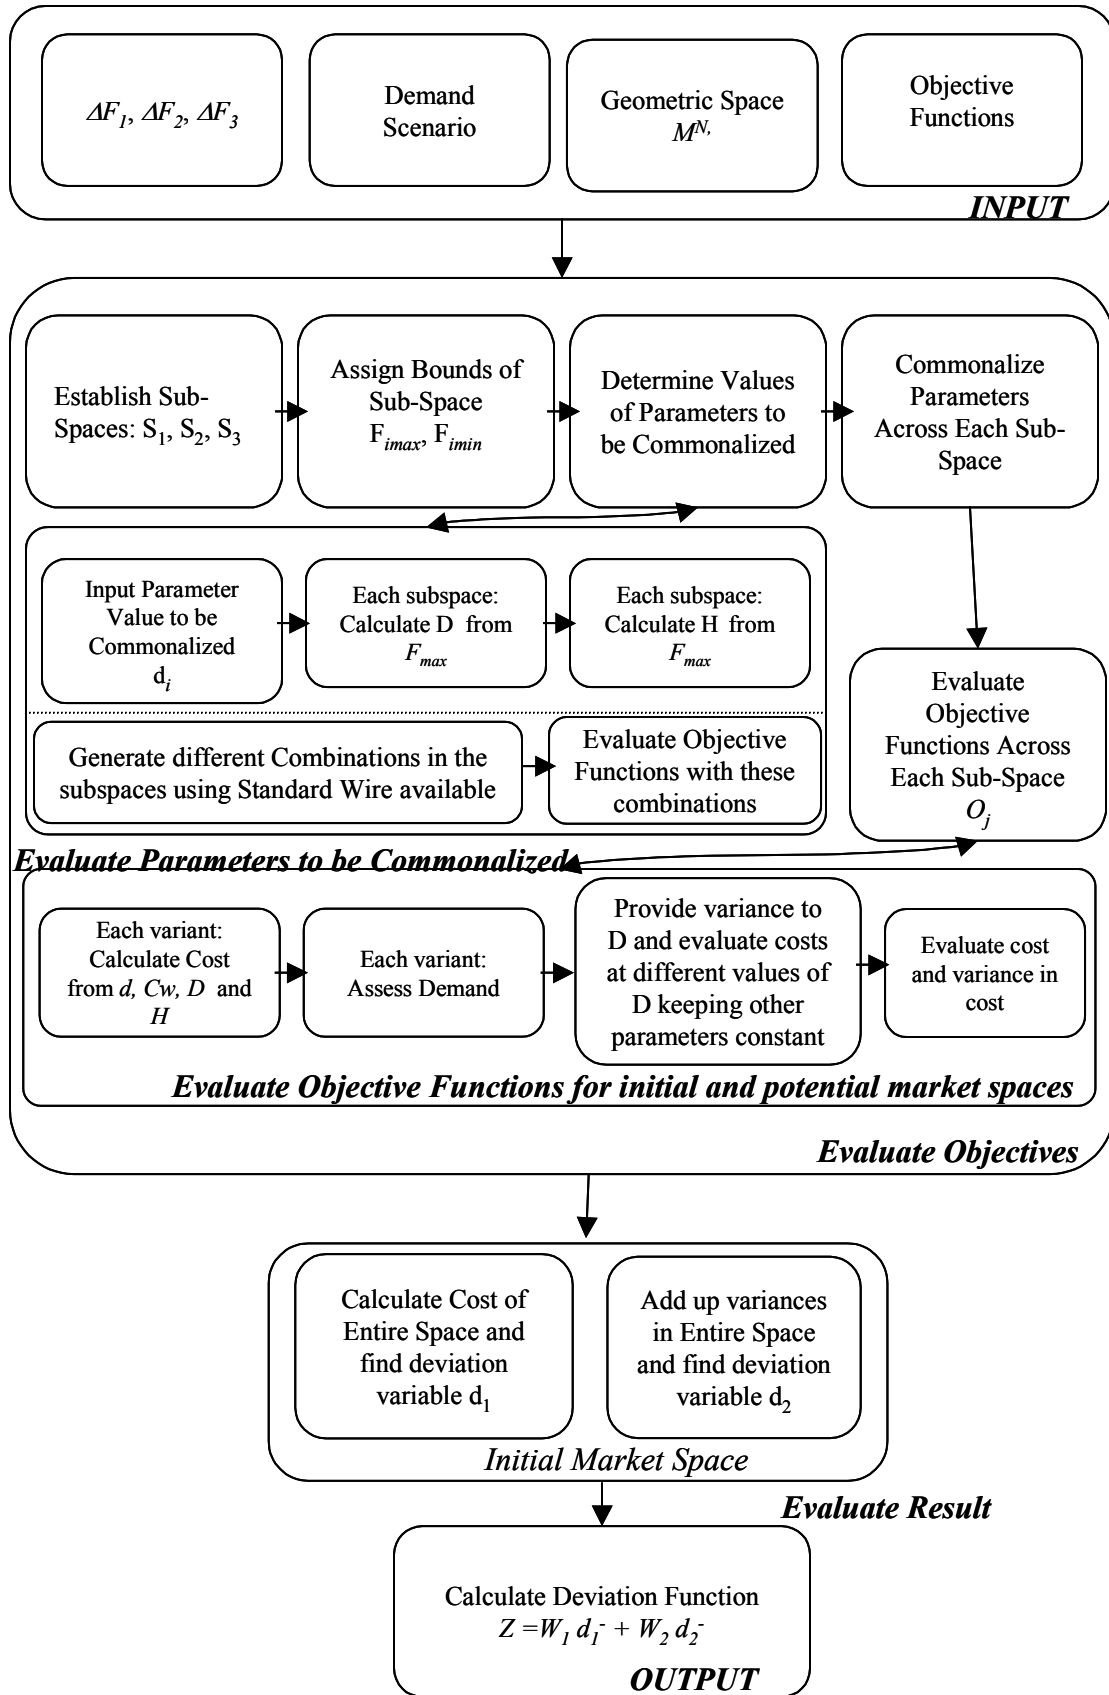 ΔF₁, ΔF₂, ΔF₃
Demand
Scenario
Geometric Space
Mᴺ,
Objective
Functions
INPUT
Establish Sub-
Spaces: S₁, S₂, S₃
Assign Bounds of
Sub-Space
Fimax, Fimin
Determine Values
of Parameters to
be Commonalized
Commonalize
Parameters
Across Each Sub-
Space
Input Parameter
Value to be
Commonalized
dᵢ
Each subspace:
Calculate D from
Fmax
Each subspace:
Calculate H from
Fmax
Generate different Combinations in the
subspaces using Standard Wire available
Evaluate Objective
Functions with these
combinations
Evaluate
Objective
Functions Across
Each Sub-Space
Oⱼ
Evaluate Parameters to be Commonalized
Each variant:
Calculate Cost
from d, Cw, D and
H
Each variant:
Assess Demand
Provide variance to
D and evaluate costs
at different values of
D keeping other
parameters constant
Evaluate cost
and variance in
cost
Evaluate Objective Functions for initial and potential market spaces
Evaluate Objectives
Calculate Cost of
Entire Space and
find deviation
variable d₁
Add up variances
in Entire Space
and find deviation
variable d₂
Initial Market Space
Evaluate Result
Calculate Deviation Function
Z =W₁ d₁⁻ + W₂ d₂⁻
OUTPUT